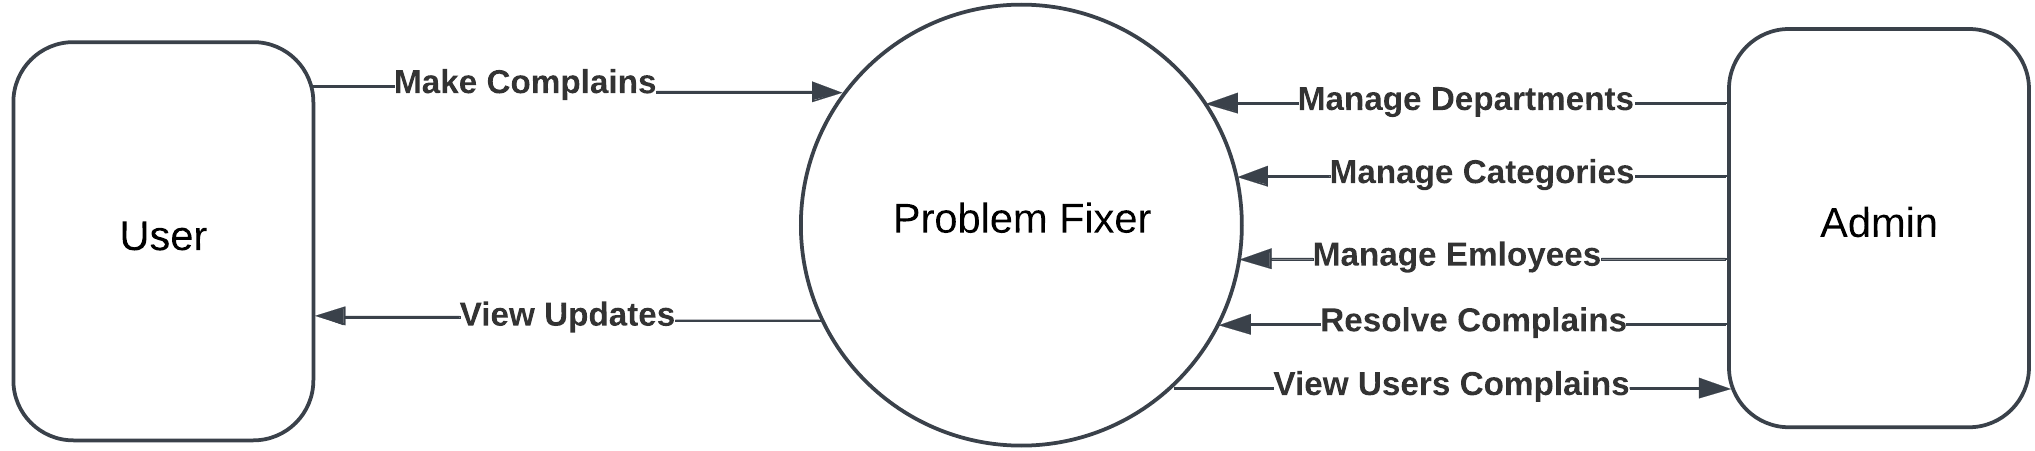 Make Complains
User
View Updates
Problem Fixer
Manage Departments
Manage Categories
Manage Emloyees
Resolve Complains
View Users Complains
Admin